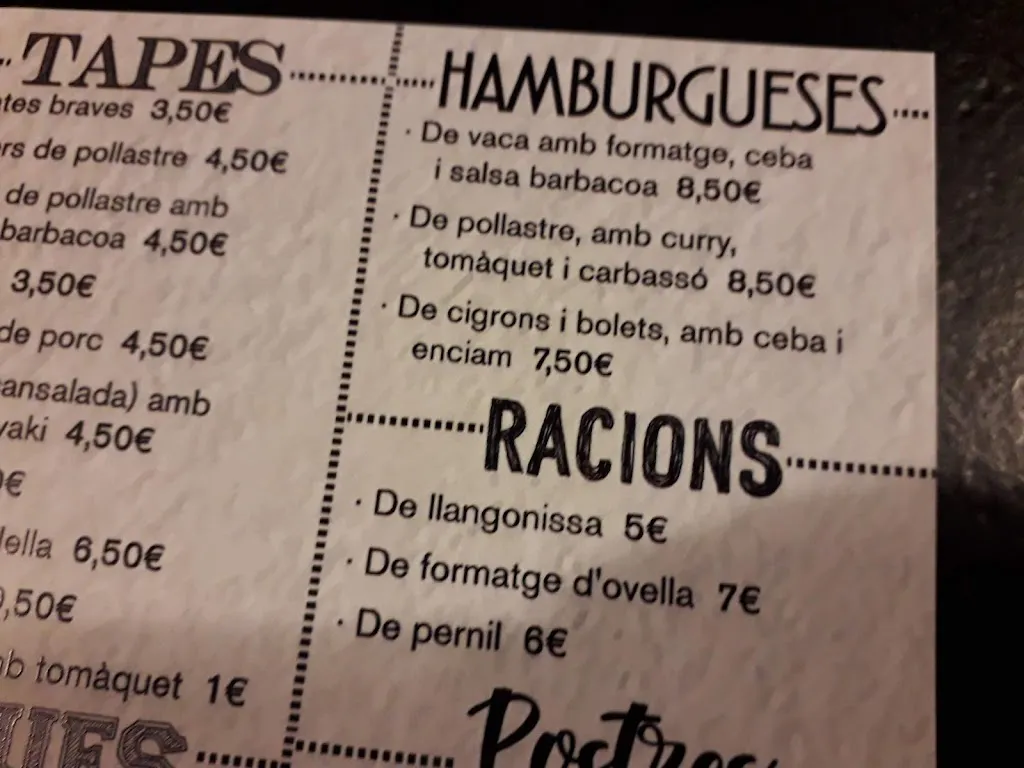 TAPES
braves 3,50€
de pollastre 4,50€
de pollastre amb
barbacoa 4,50€
3,50€
de porc 4,50€
amb
4,50€
€
6,50€
,50€
tomàquet 1€
HAMBURGUESES
· De vaca amb formatge, ceba
i salsa barbacoa 8,50€
· De pollastre, amb curry,
tomàquet i carbassó 8,50€
· De cigrons i bolets, amb ceba i
enciam 7,50€
RACIONS
· De llangonissa 5€
· De formatge d'ovella 7€
· De pernil 6€
Postres